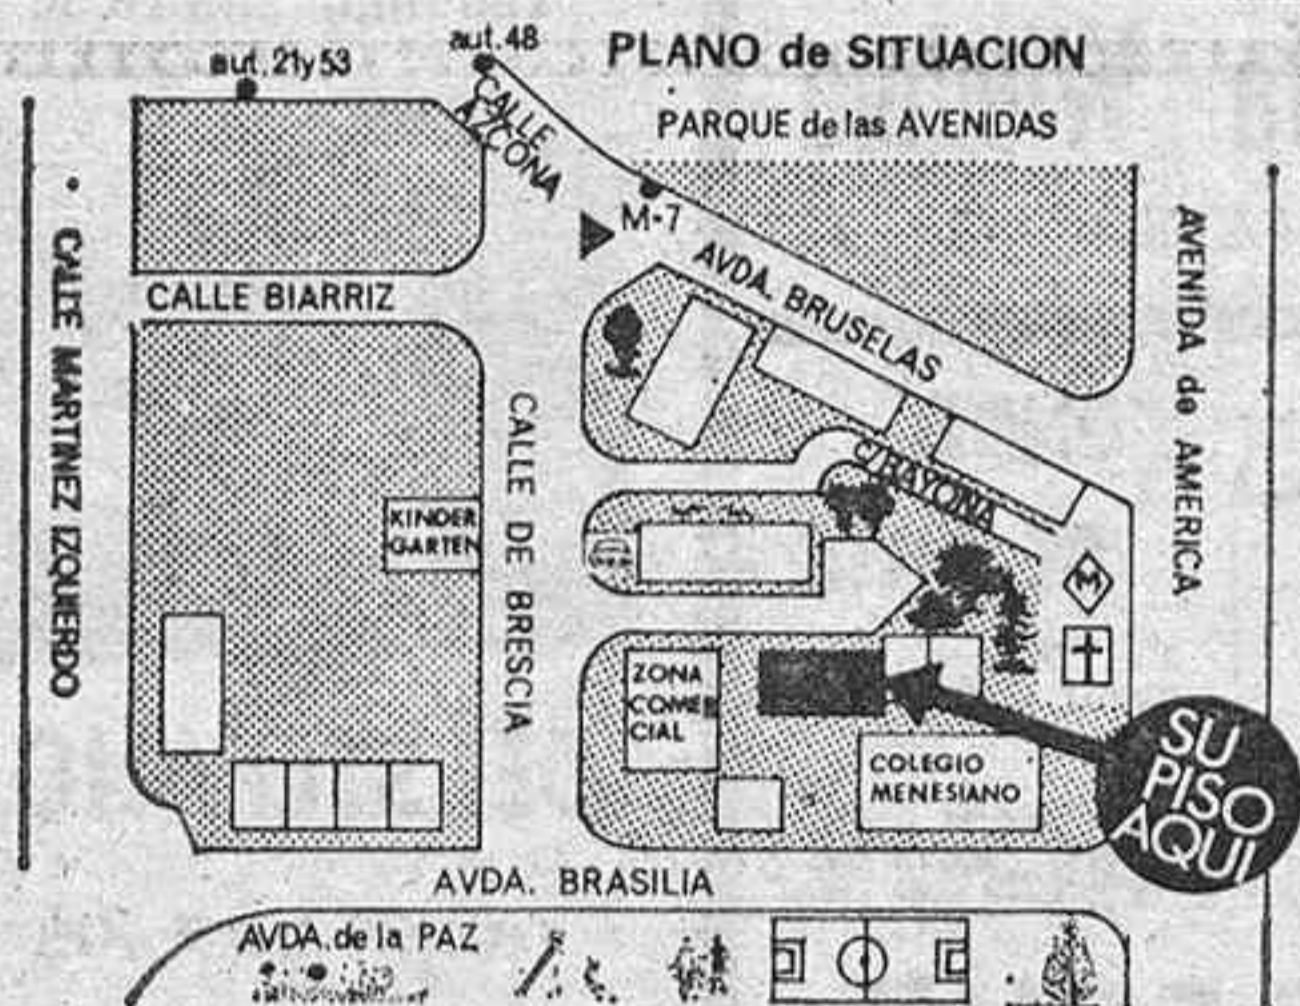 PLANO de SITUACION
aut. 48
aut. 21y53
PARQUE de las AVENIDAS
CALLE
AZCONA
M-7
AVDA. BRUSELAS
AVENIDA de AMERICA
CALLE BIARRIZ
CALLE MARTINEZ IZQUIERDO
CALLE DE BRESCIA
C/BAYONA
KINDER
GARTEN
M
ZONA
COMER
CIAL
COLEGIO
MENESIANO
SU
PISO
AQUI
AVDA. BRASILIA
AVDA. de la PAZ